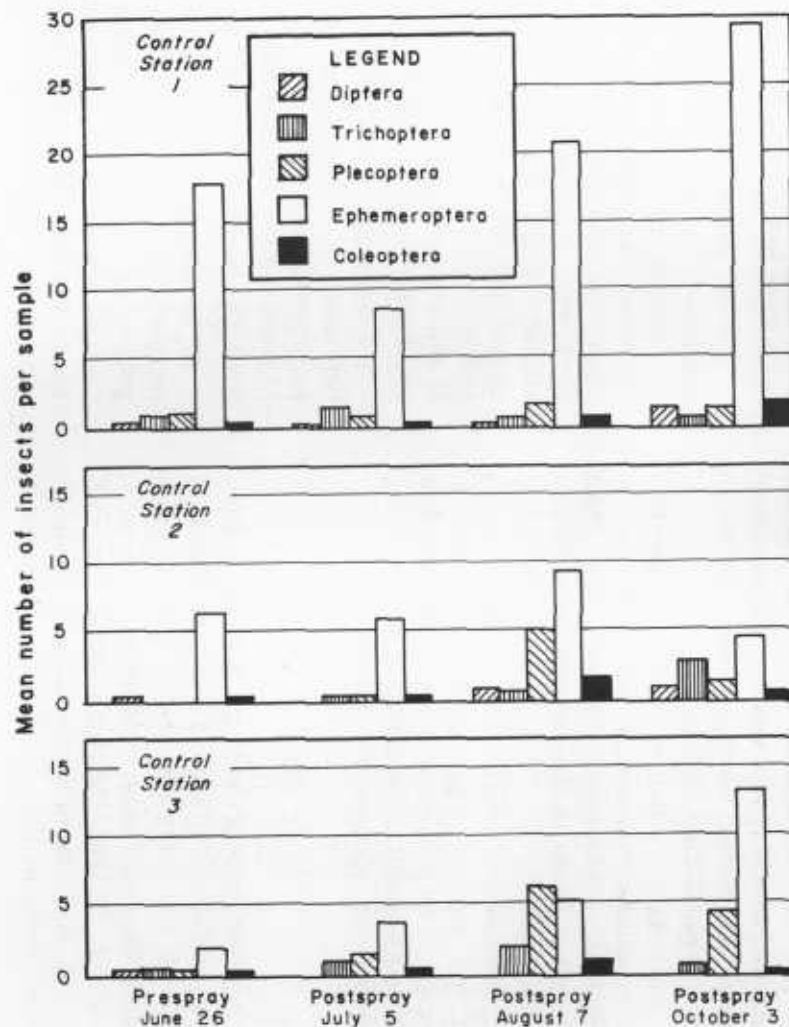 Mean number of insects per sample
30
25
20
15
10
5
0
Control
Station
1
LEGEND
Diptera
Trichoptera
Plecoptera
Ephemeroptera
Coleoptera
15
10
5
0
Control
Station
2
15
10
5
0
Control
Station
3
Prespray
June 26
Postspray
July 5
Postspray
August 7
Postspray
October 3